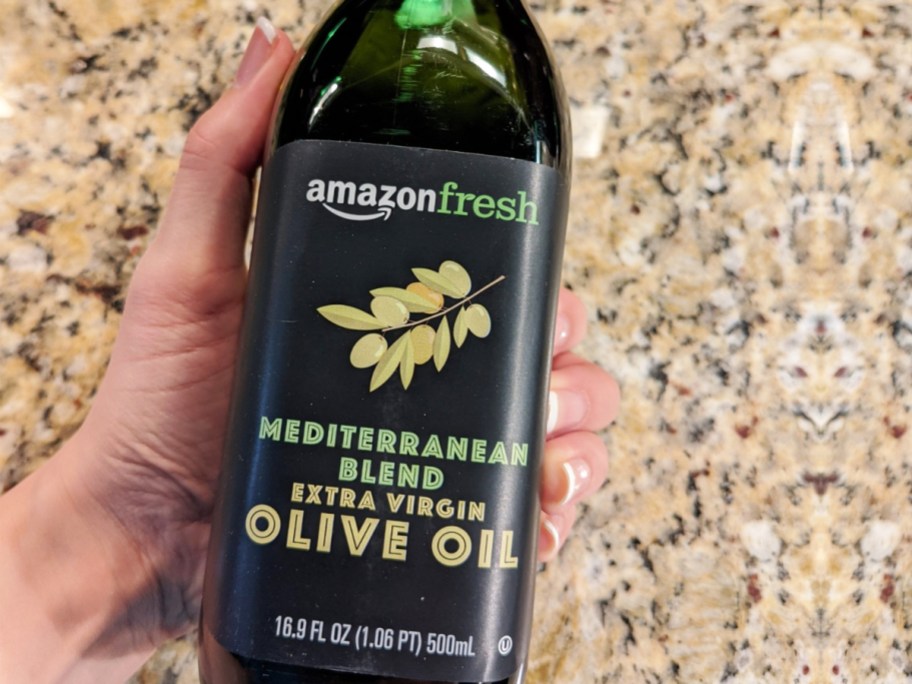 amazonfresh
MEDITERRANEAN
BLEND
EXTRA VIRGIN
OLIVE OIL
16.9 FL OZ (1.06 PT) 500mL Ⓤ